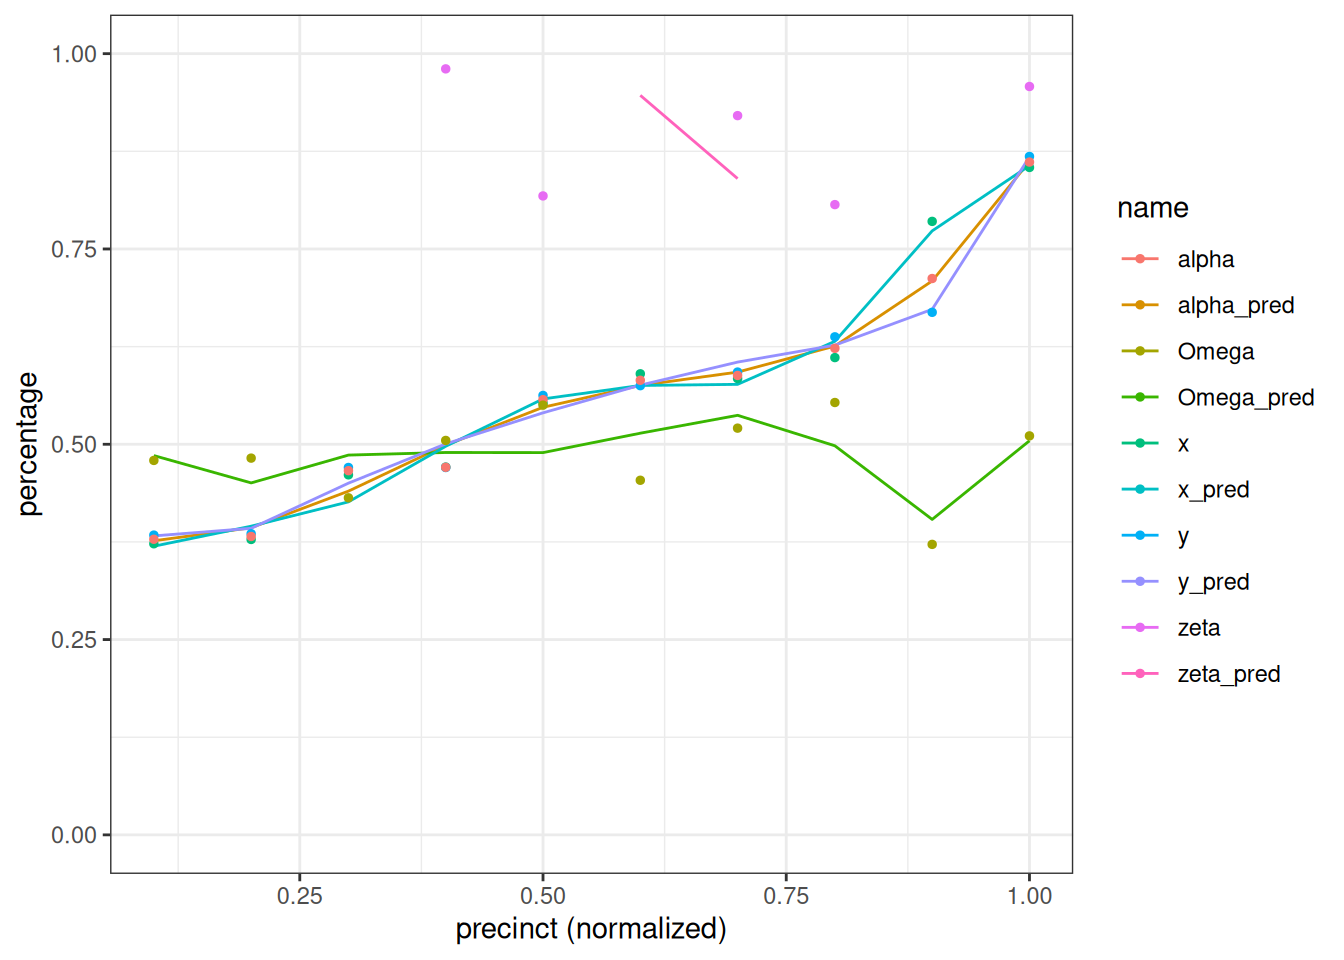 1.00
0.75
0.50
0.25
0.00
percentage
0.25 0.50 0.75 1.00
precinct (normalized)
name
alpha
alpha_pred
Omega
Omega_pred
x
x_pred
y
y_pred
zeta
zeta_pred